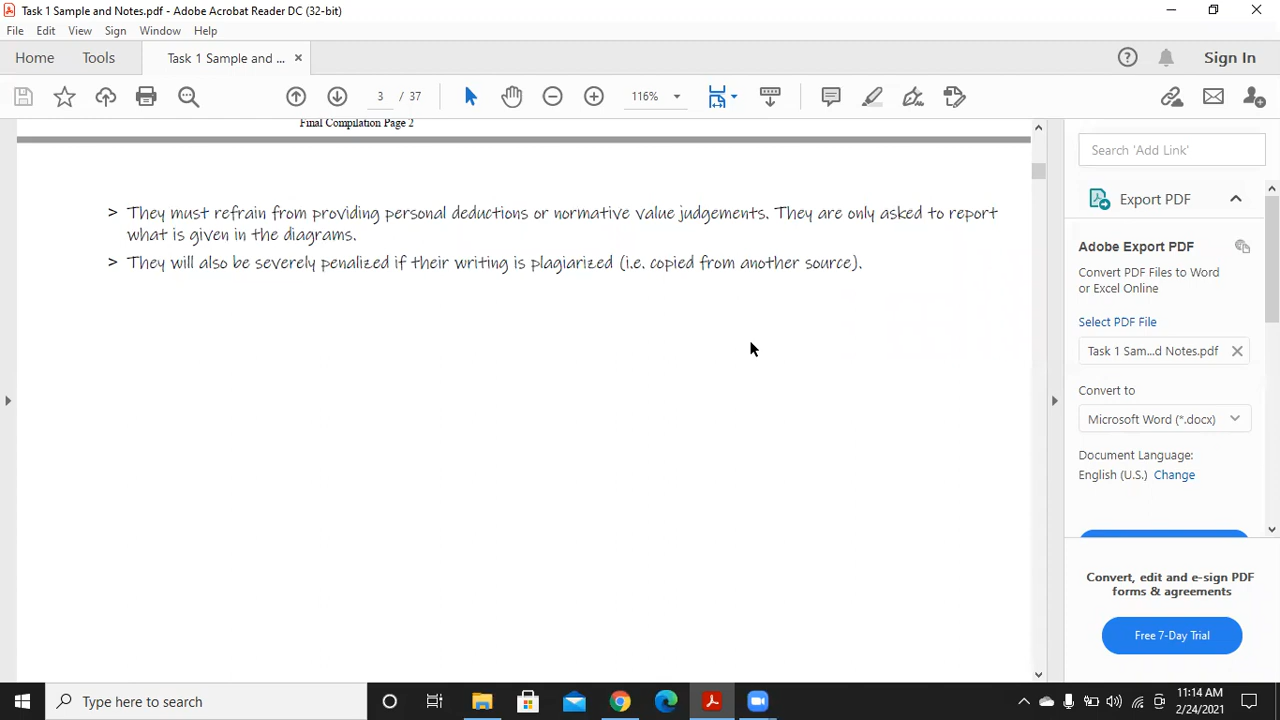 Task 1 Sample and Notes.pdf - Adobe Acrobat Reader DC (32-bit)
File Edit View Sign Window Help
Home Tools Task 1 Sample and ... Sign In
3 / 37 116%
Final Compilation Page 2
> They must refrain from providing personal deductions or normative value judgements. They are only asked to report
what is given in the diagrams.
> They will also be severely penalized if their writing is plagiarized (i.e. copied from another source).
Search 'Add Link'
Export PDF
Adobe Export PDF
Convert PDF Files to Word
or Excel Online
Select PDF File
Task 1 Sam...d Notes.pdf
Convert to
Microsoft Word (*.docx)
Document Language:
English (U.S.) Change
Convert, edit and e-sign PDF
forms & agreements
Free 7-Day Trial
Type here to search
11:14 AM
2/24/2021